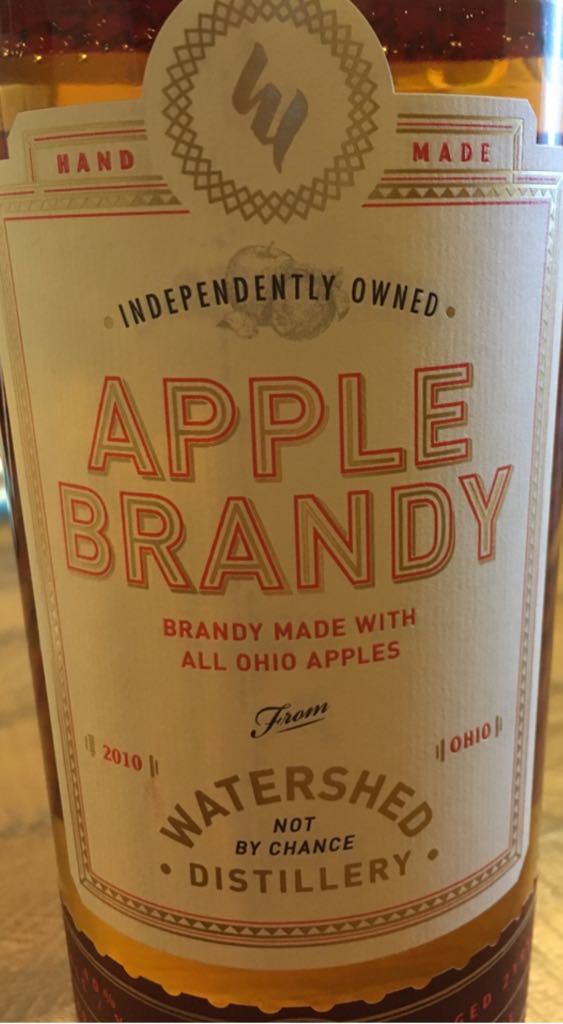 W
HAND MADE
INDEPENDENTLY OWNED
APPLE
BRANDY
BRANDY MADE WITH
ALL OHIO APPLES
From
2010 OHIO
WATERSHED
NOT
BY CHANCE
DISTILLERY